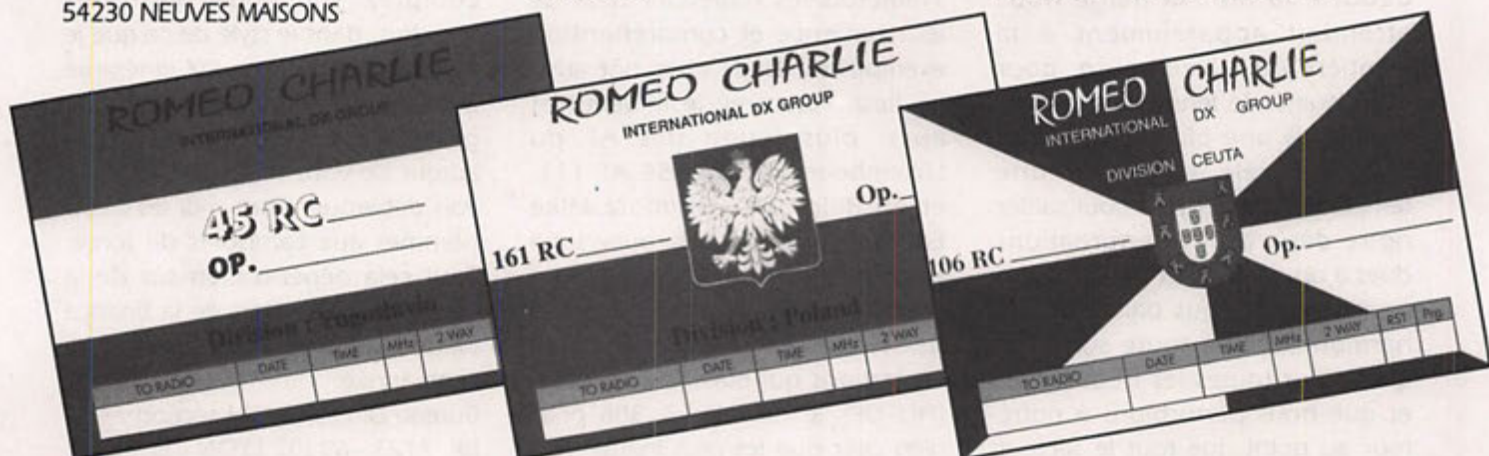 54230 NEUVES MAISONS
ROMEO CHARLIE
INTERNATIONAL DX GROUP
45 RC
OP.
Division : Yugoslavia
TO RADIO DATE TIME MHz 2 WAY
ROMEO CHARLIE
INTERNATIONAL DX GROUP
Op.
161 RC
Division : Poland
TO RADIO DATE TIME MHz 2 WAY
ROMEO CHARLIE
INTERNATIONAL DX GROUP
DIVISION CEUTA
106 RC Op.
TO RADIO DATE TIME MHz 2 WAY RST Prg